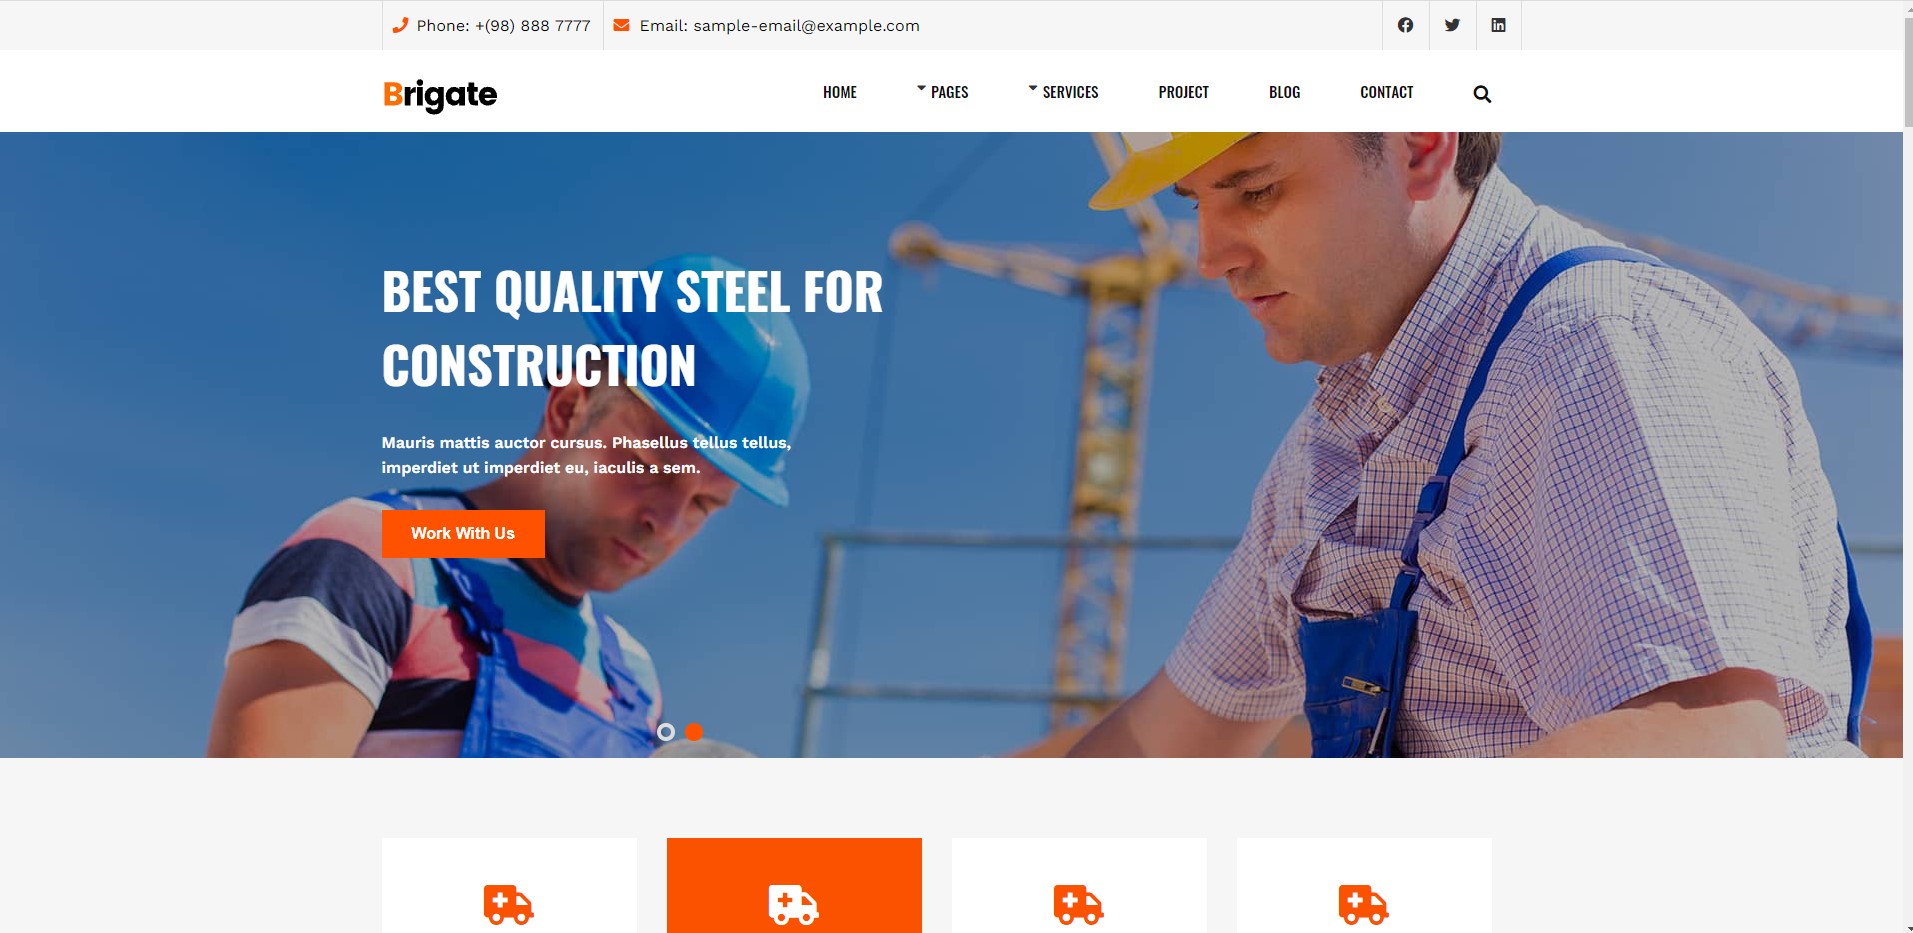 Phone: +(98) 888 7777
Email: sample-email@example.com
Brigate
HOME
PAGES
SERVICES
PROJECT
BLOG
CONTACT
BEST QUALITY STEEL FOR
CONSTRUCTION
Mauris mattis auctor cursus. Phasellus tellus tellus,
imperdiet ut imperdiet eu, iaculis a sem.
Work With Us